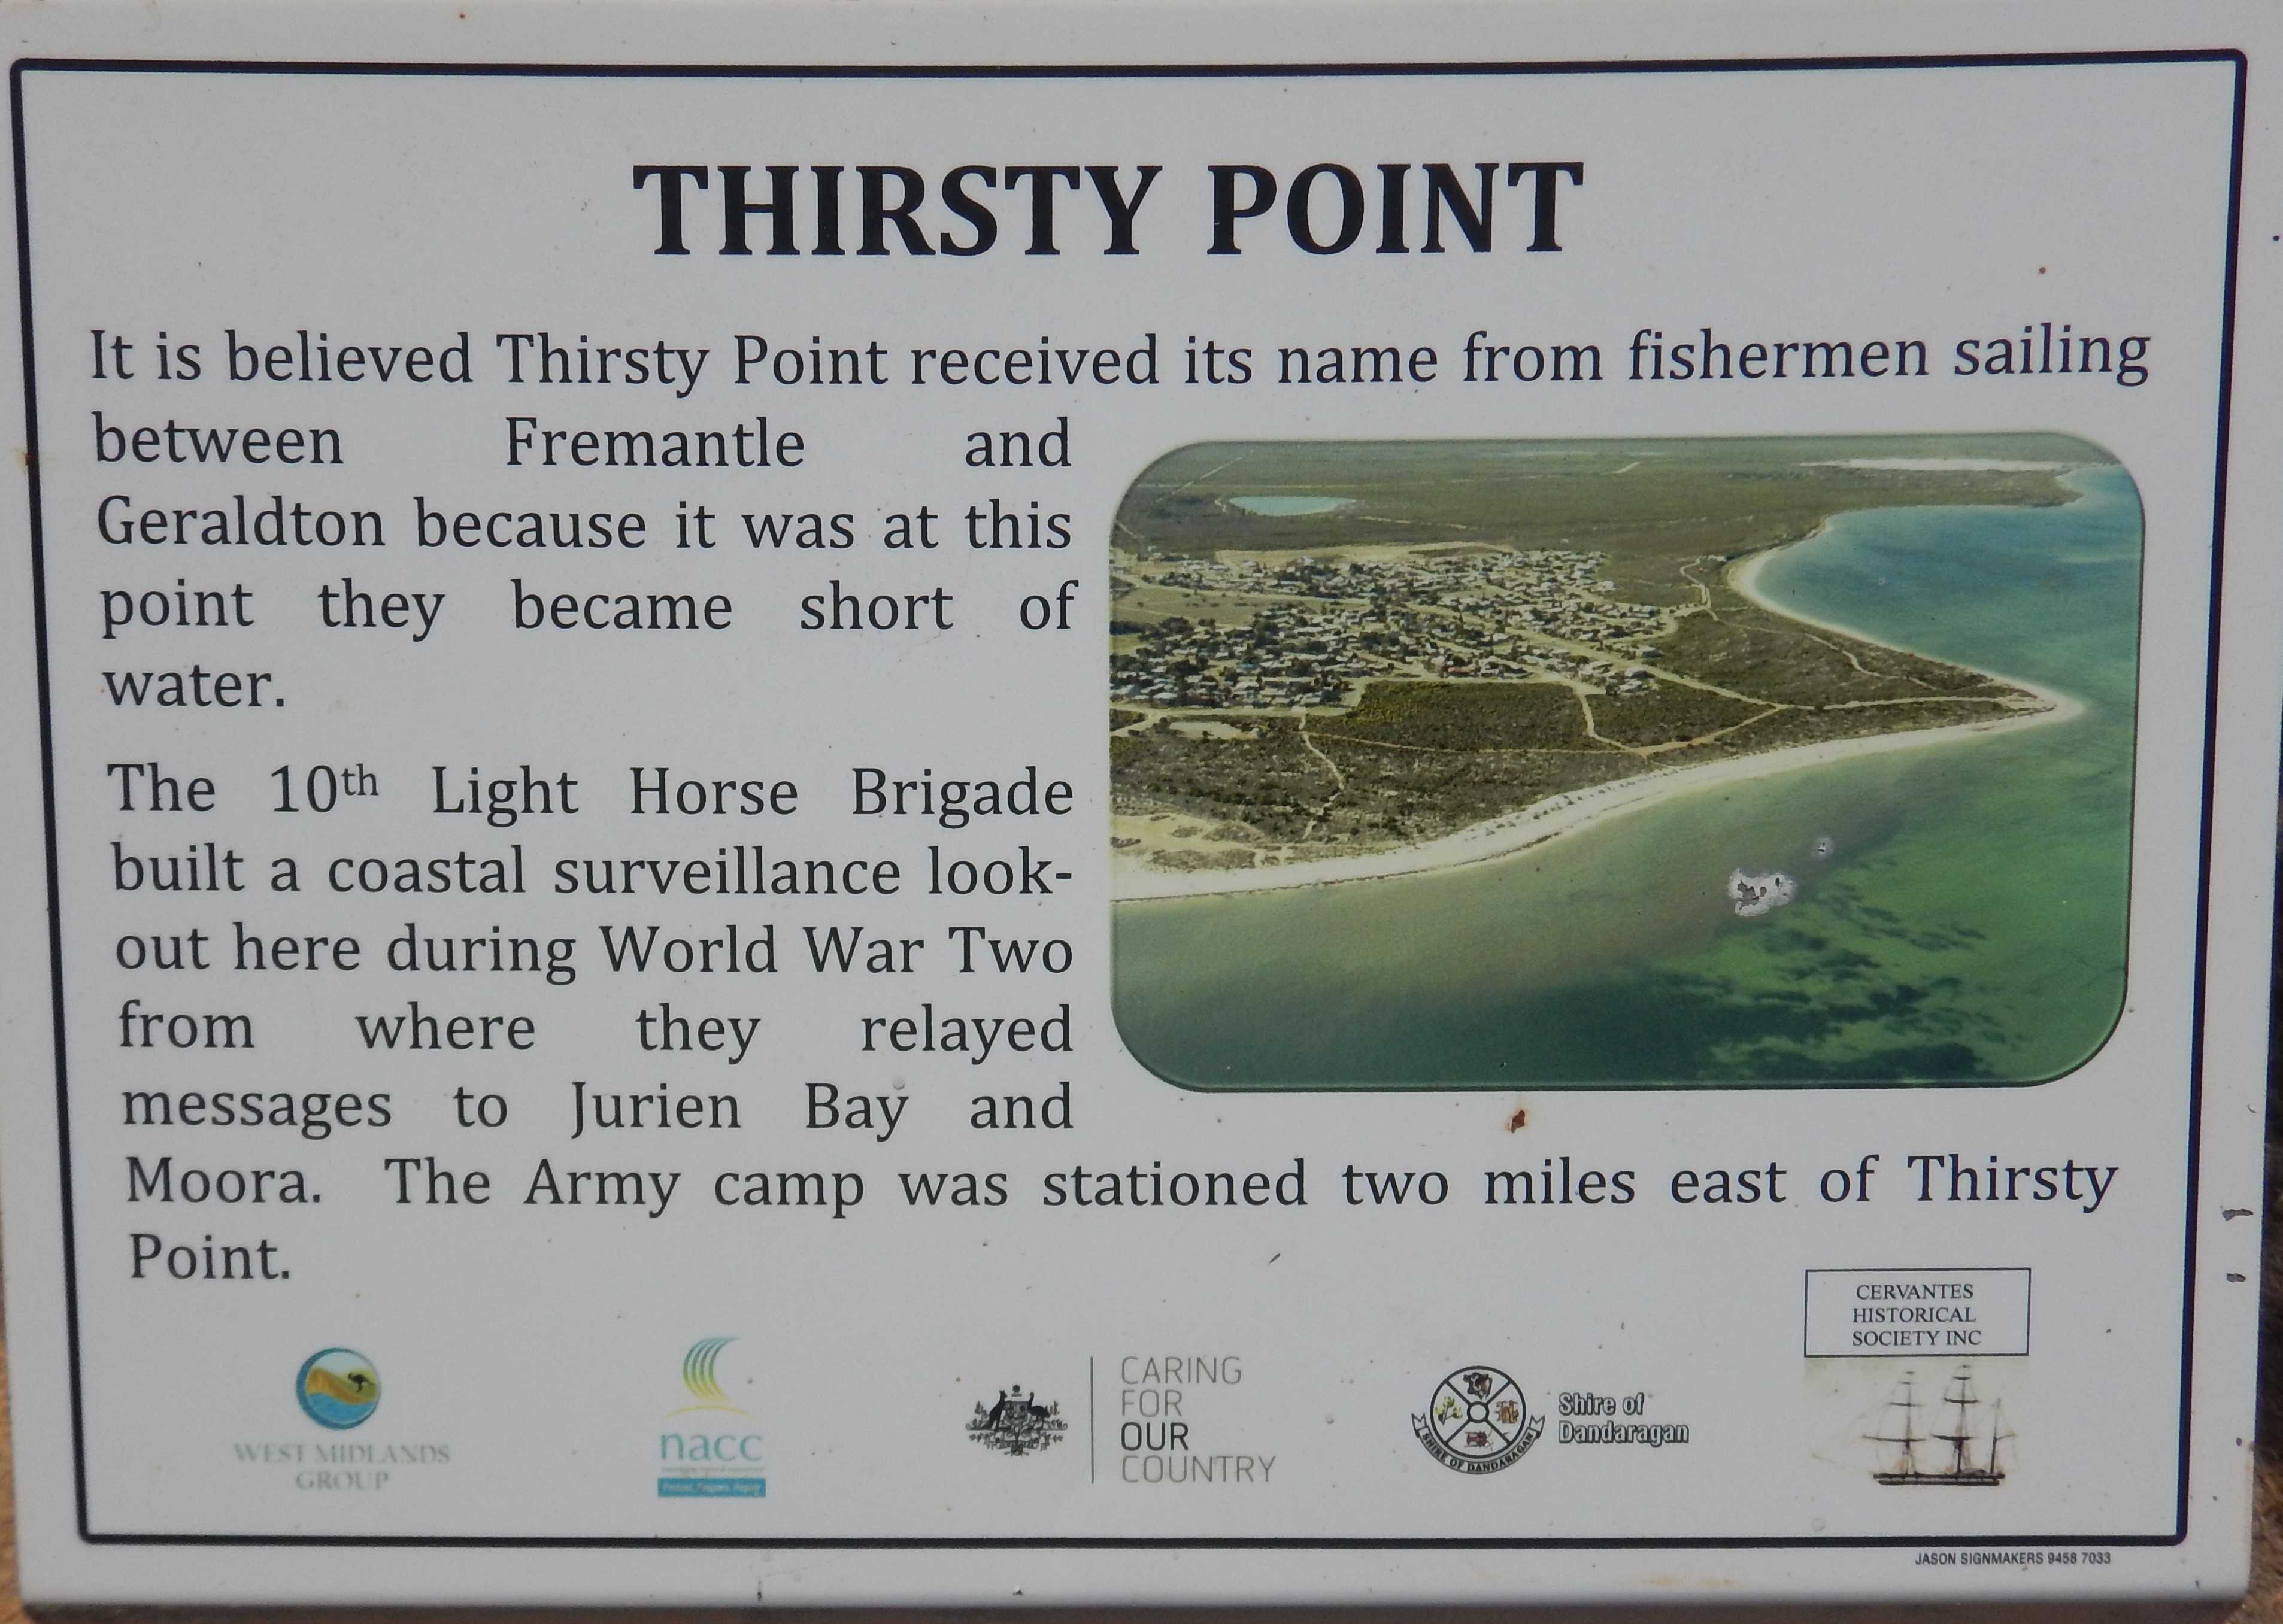 THIRSTY POINT
It is believed Thirsty Point received its name from fishermen sailing
between Fremantle and
Geraldton because it was at this
point they became short of
water.
The 10th Light Horse Brigade
built a coastal surveillance look-
out here during World War Two
from where they relayed
messages to Jurien Bay and
Moora. The Army camp was stationed two miles east of Thirsty
Point.
WEST MIDLANDS
GROUP
nacc
CARING
FOR
OUR
COUNTRY
SHIRE OF DANDARAGAN
Shire of
Dandaragan
CERVANTES
HISTORICAL
SOCIETY INC
JASON SIGNMAKERS 9458 7033